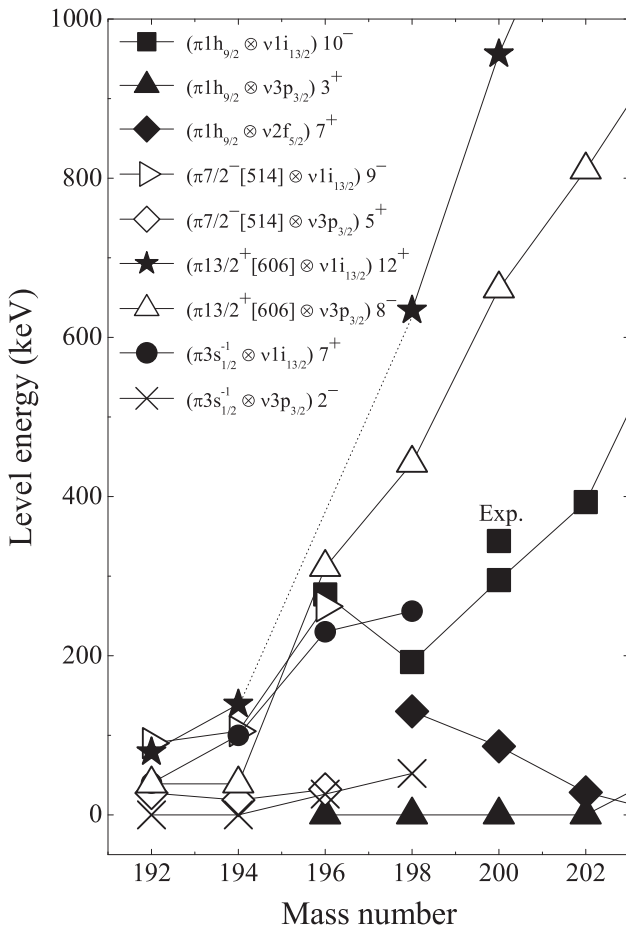 1000
800
600
400
200
0
Level energy (keV)
(π1h9/2 ⊗ ν1i13/2) 10⁻
(π1h9/2 ⊗ ν3p3/2) 3⁺
(π1h9/2 ⊗ ν2f5/2) 7⁺
(π7/2⁻[514] ⊗ ν1i13/2) 9⁻
(π7/2⁻[514] ⊗ ν3p3/2) 5⁺
(π13/2⁺[606] ⊗ ν1i13/2) 12⁺
(π13/2⁺[606] ⊗ ν3p3/2) 8⁻
(π3s⁻¹1/2 ⊗ ν1i13/2) 7⁺
(π3s⁻¹1/2 ⊗ ν3p3/2) 2⁻
Exp.
192 194 196 198 200 202
Mass number